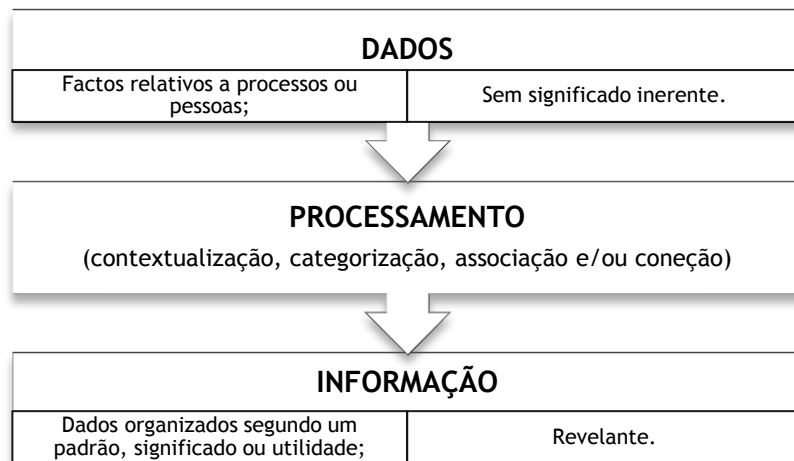 DADOS
Factos relativos a processos ou
pessoas;
Sem significado inerente.
PROCESSAMENTO
(contextualização, categorização, associação e/ou coneção)
INFORMAÇÃO
Dados organizados segundo um
padrão, significado ou utilidade;
Revelante.